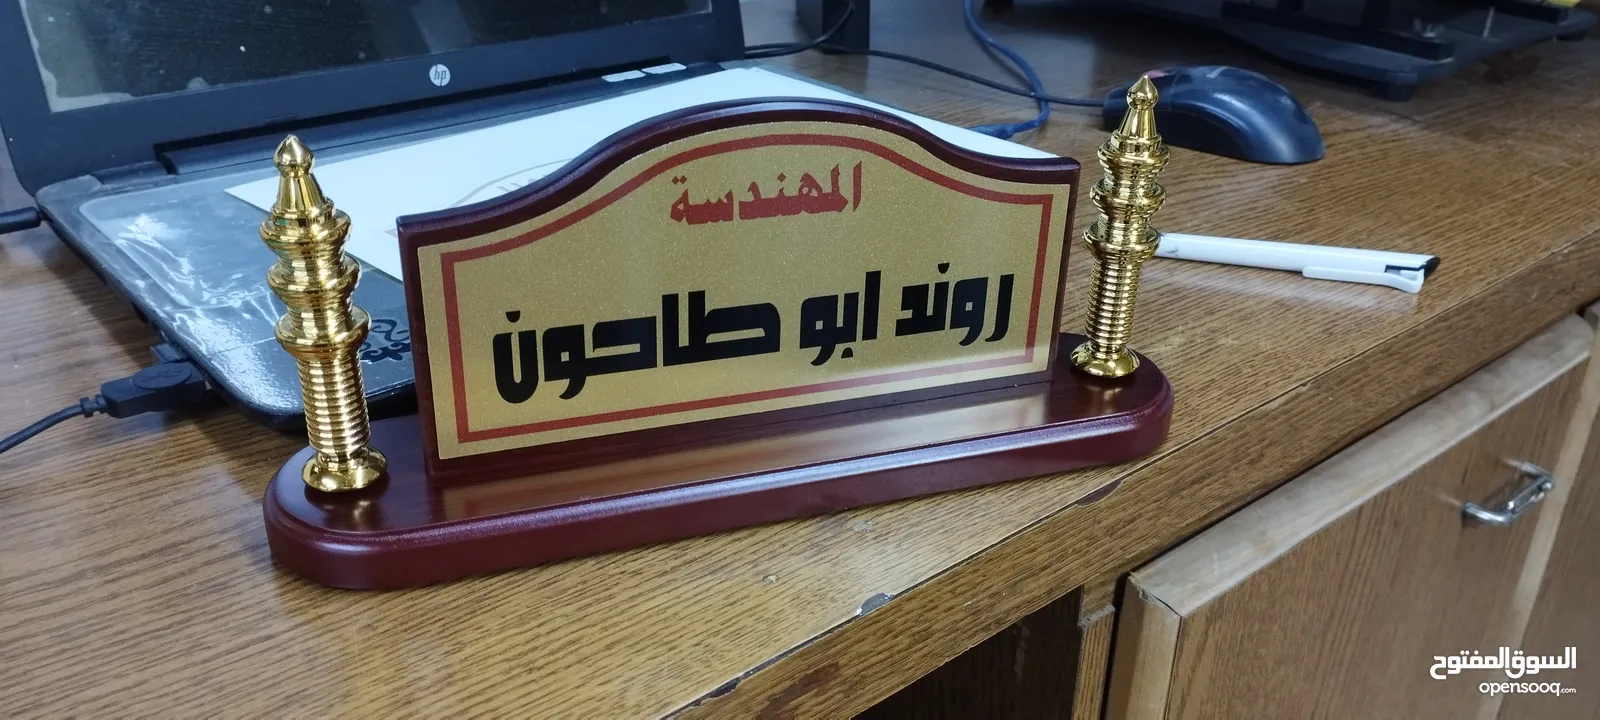 hp
المهندسة
روند ابو طاحون
السوق المفتوح
opensooq.com